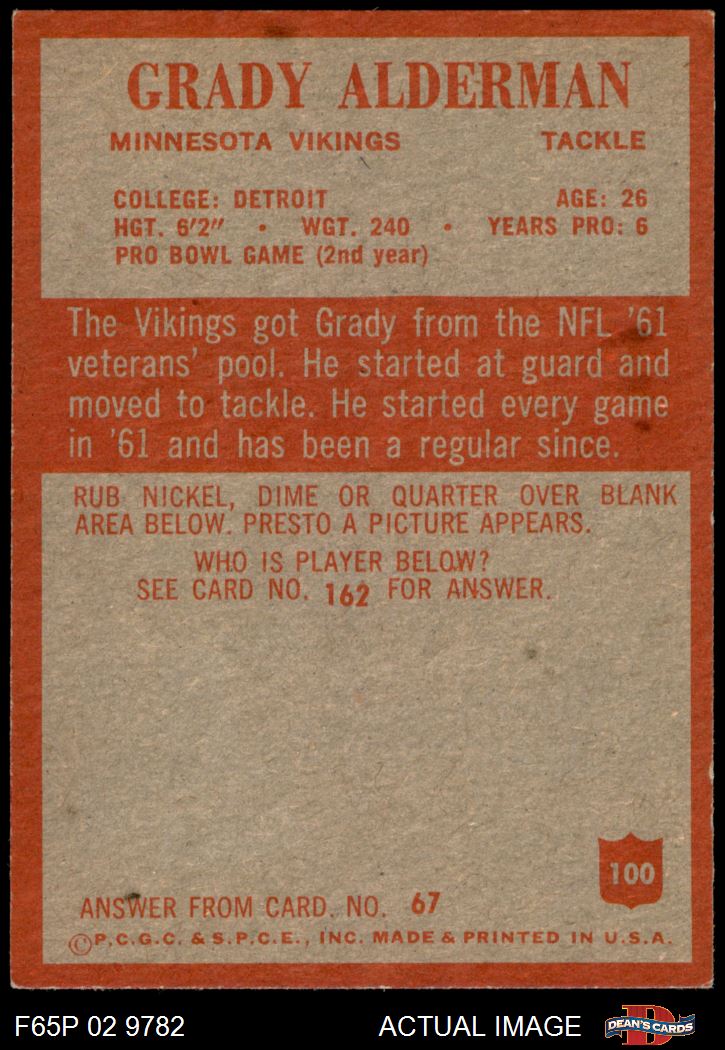 GRADY ALDERMAN
MINNESOTA VIKINGS TACKLE
COLLEGE: DETROIT AGE: 26
HGT. 6'2" • WGT. 240 • YEARS PRO: 6
PRO BOWL GAME (2nd year)
The Vikings got Grady from the NFL '61
veterans' pool. He started at guard and
moved to tackle. He started every game
in '61 and has been a regular since.
RUB NICKEL, DIME OR QUARTER OVER BLANK
AREA BELOW. PRESTO A PICTURE APPEARS.
WHO IS PLAYER BELOW?
SEE CARD NO. 162 FOR ANSWER.
100
ANSWER FROM CARD. NO. 67
©P.C.G.C. & S.P.C.E., INC. MADE & PRINTED IN U.S.A.
F65P 02 9782 ACTUAL IMAGE D DEAN'S CARDS